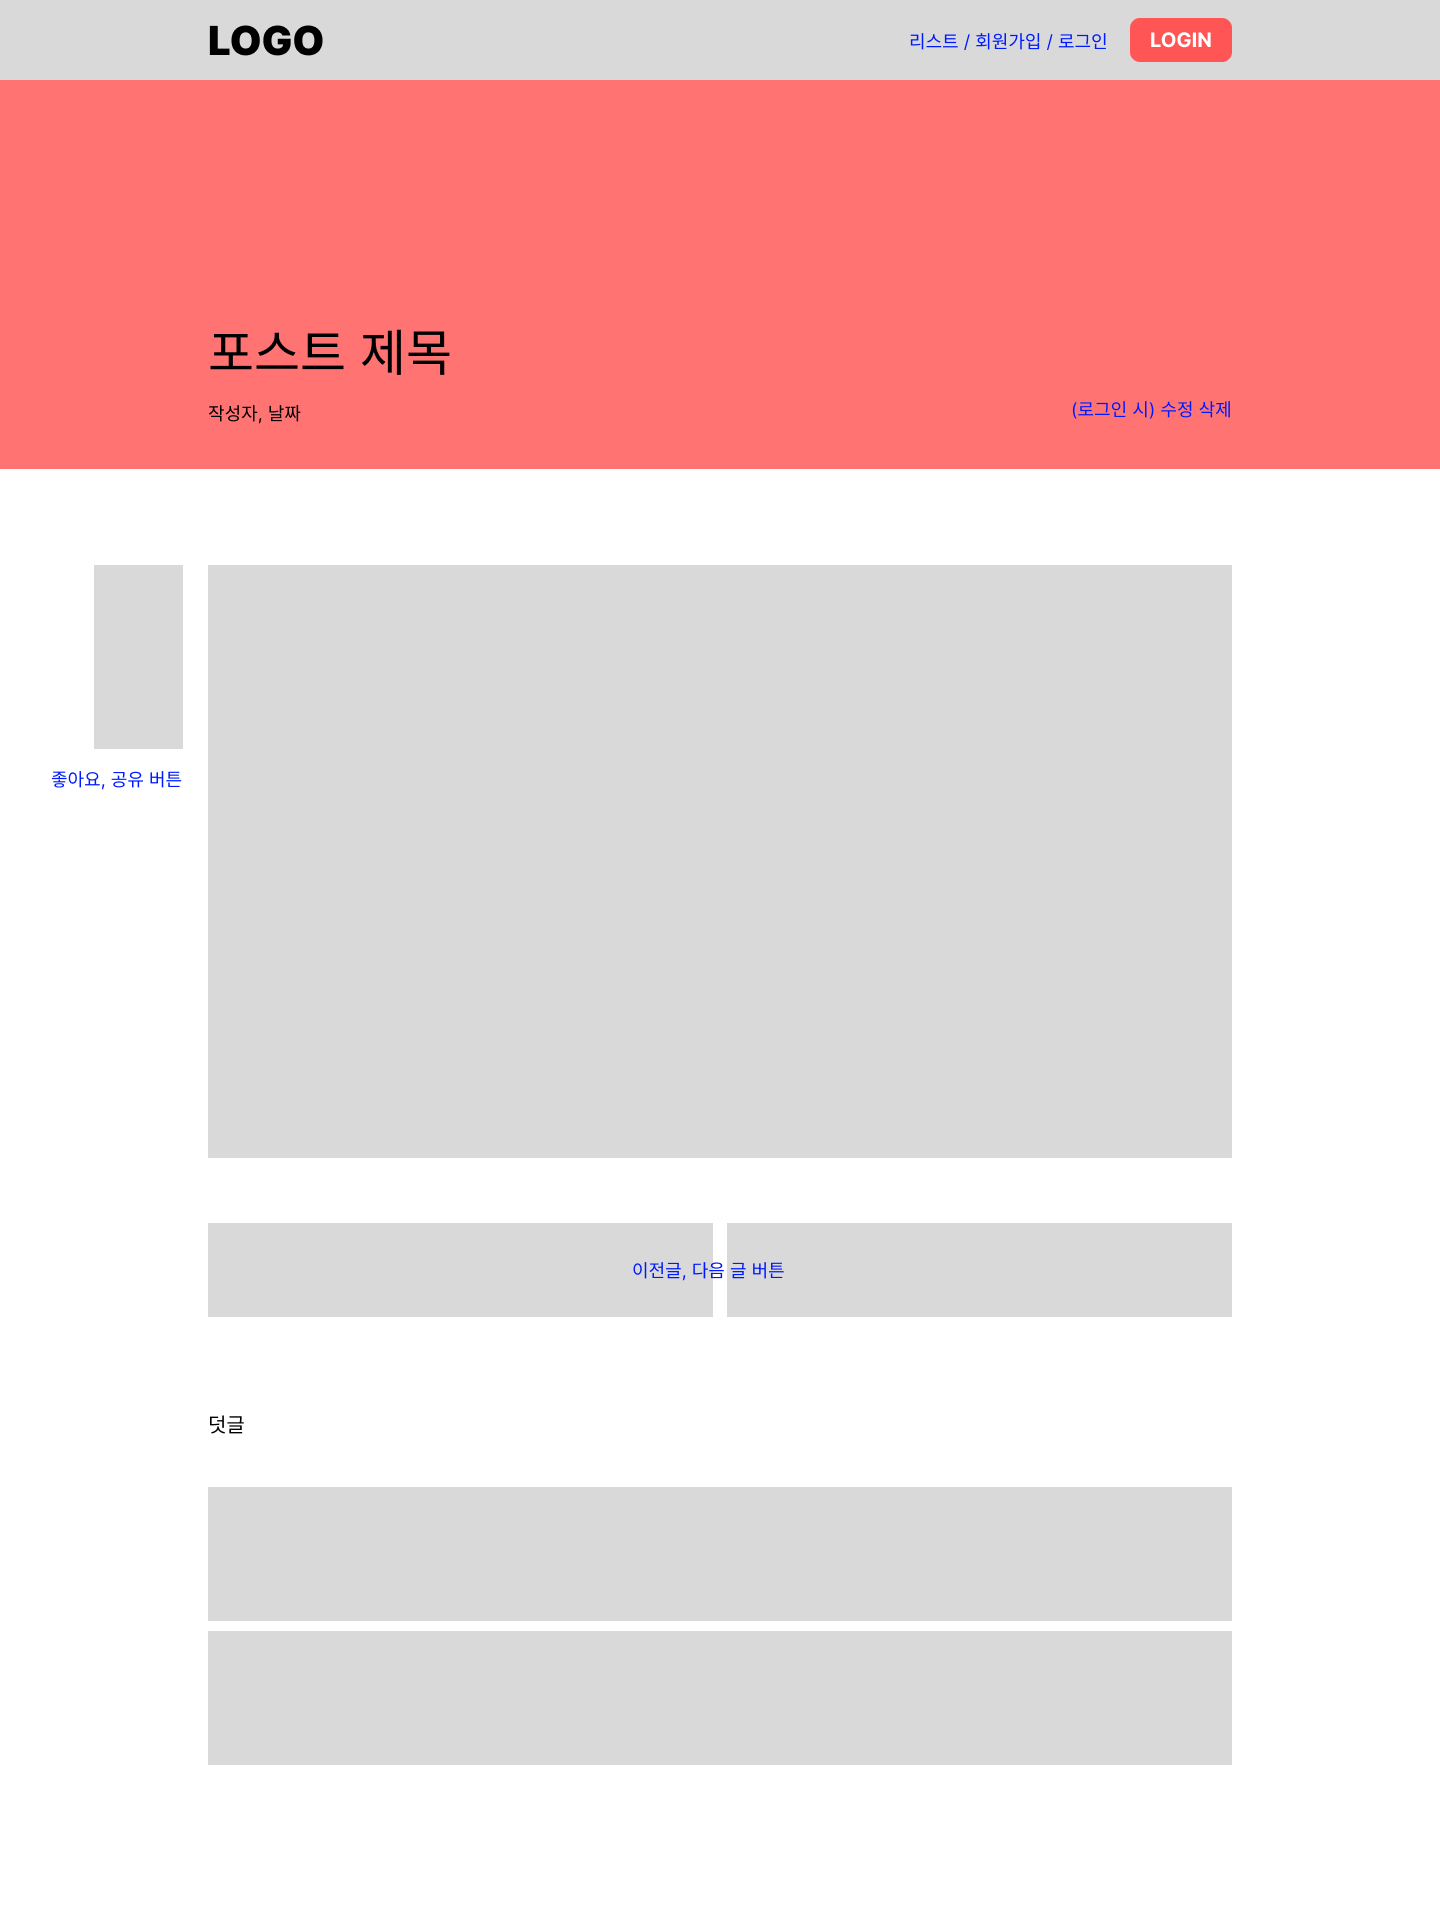 LOGO
리스트 / 회원가입 / 로그인
LOGIN
포스트 제목
작성자, 날짜
(로그인 시) 수정 삭제
좋아요, 공유 버튼
이전글, 다음 글 버튼
덧글